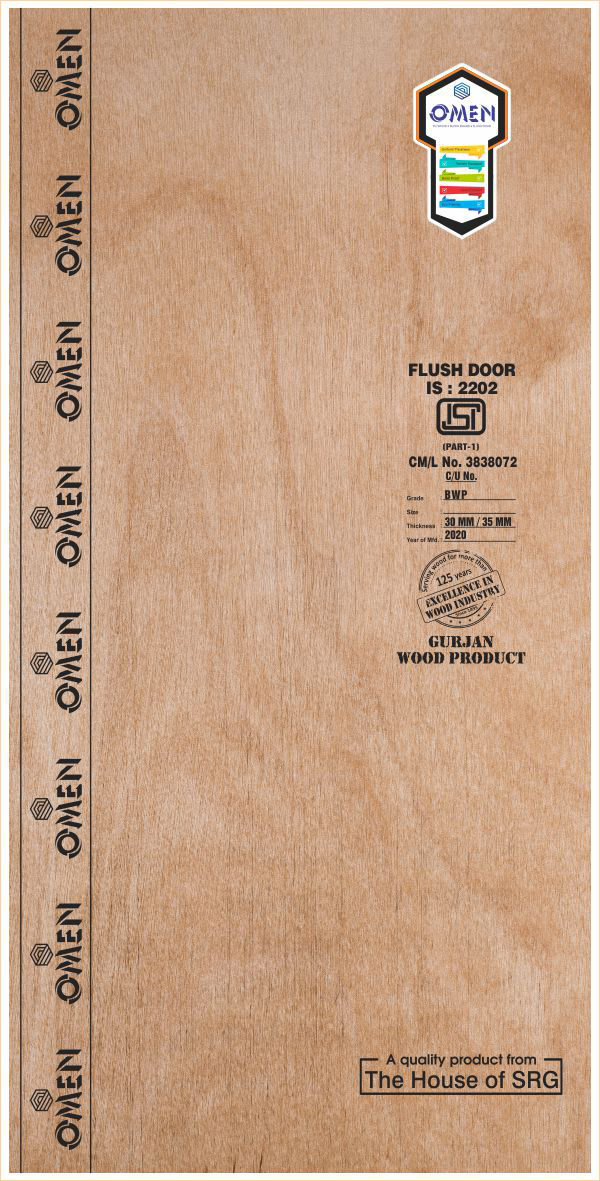 OMEN
OMEN
OMEN
OMEN
OMEN
OMEN
OMEN
OMEN
OMEN
FLUSH DOOR
IS : 2202
ISI
(PART-1)
CM/L No. 3838072
C/U No.
Grade BWP
Size
Thickness 30 MM / 35 MM
Year of Mfd. 2020
Serving wood for more than
125 years
EXCELLENCE IN
WOOD INDUSTRY
GURJAN
WOOD PRODUCT
A quality product from
The House of SRG